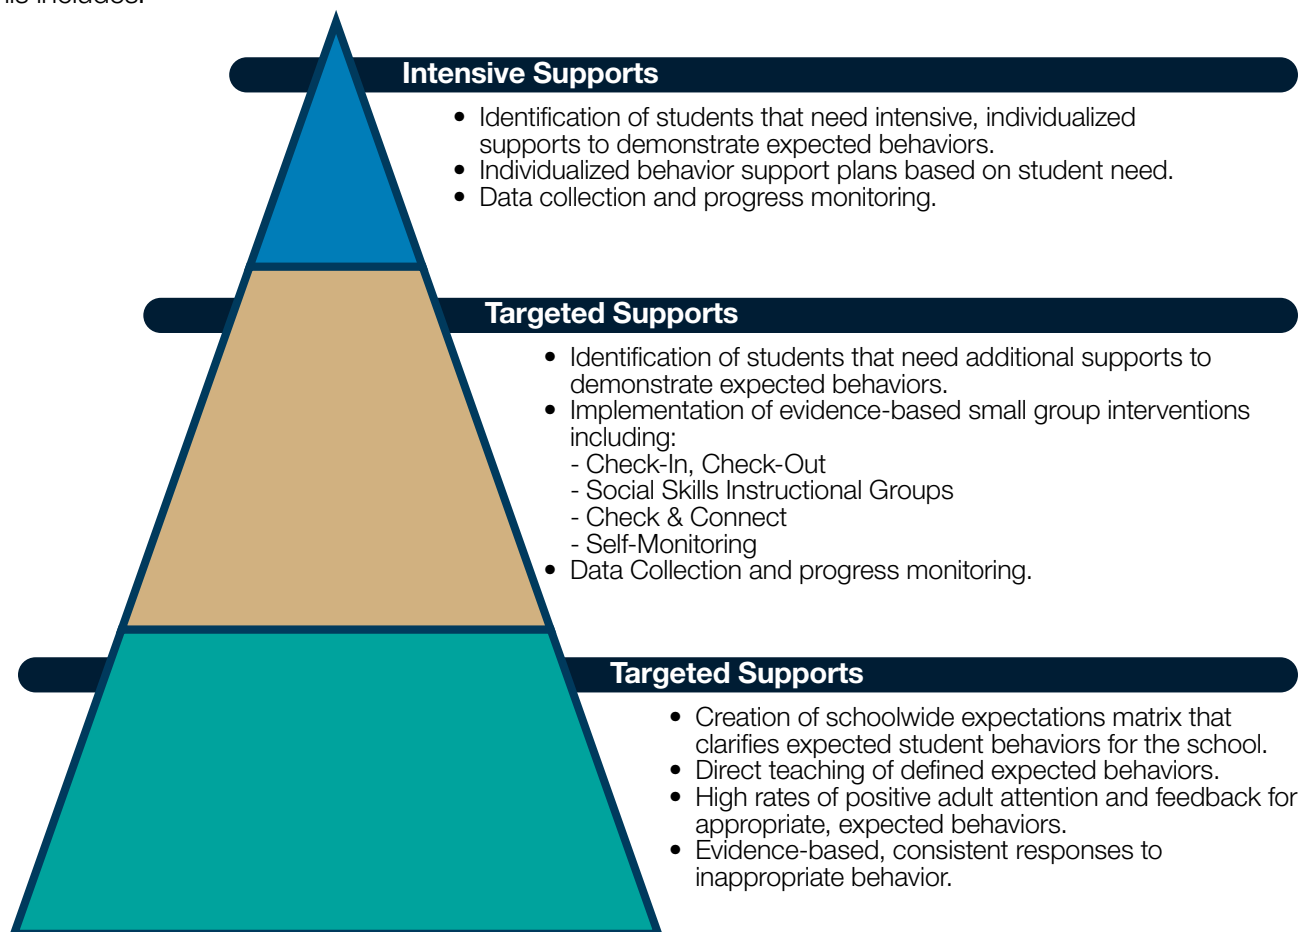 includes:
Intensive Supports
• Identification of students that need intensive, individualized
supports to demonstrate expected behaviors.
• Individualized behavior support plans based on student need.
• Data collection and progress monitoring.
Targeted Supports
• Identification of students that need additional supports to
demonstrate expected behaviors.
• Implementation of evidence-based small group interventions
including:
- Check-In, Check-Out
- Social Skills Instructional Groups
- Check & Connect
- Self-Monitoring
• Data Collection and progress monitoring.
Targeted Supports
• Creation of schoolwide expectations matrix that
clarifies expected student behaviors for the school.
• Direct teaching of defined expected behaviors.
• High rates of positive adult attention and feedback for
appropriate, expected behaviors.
• Evidence-based, consistent responses to
inappropriate behavior.